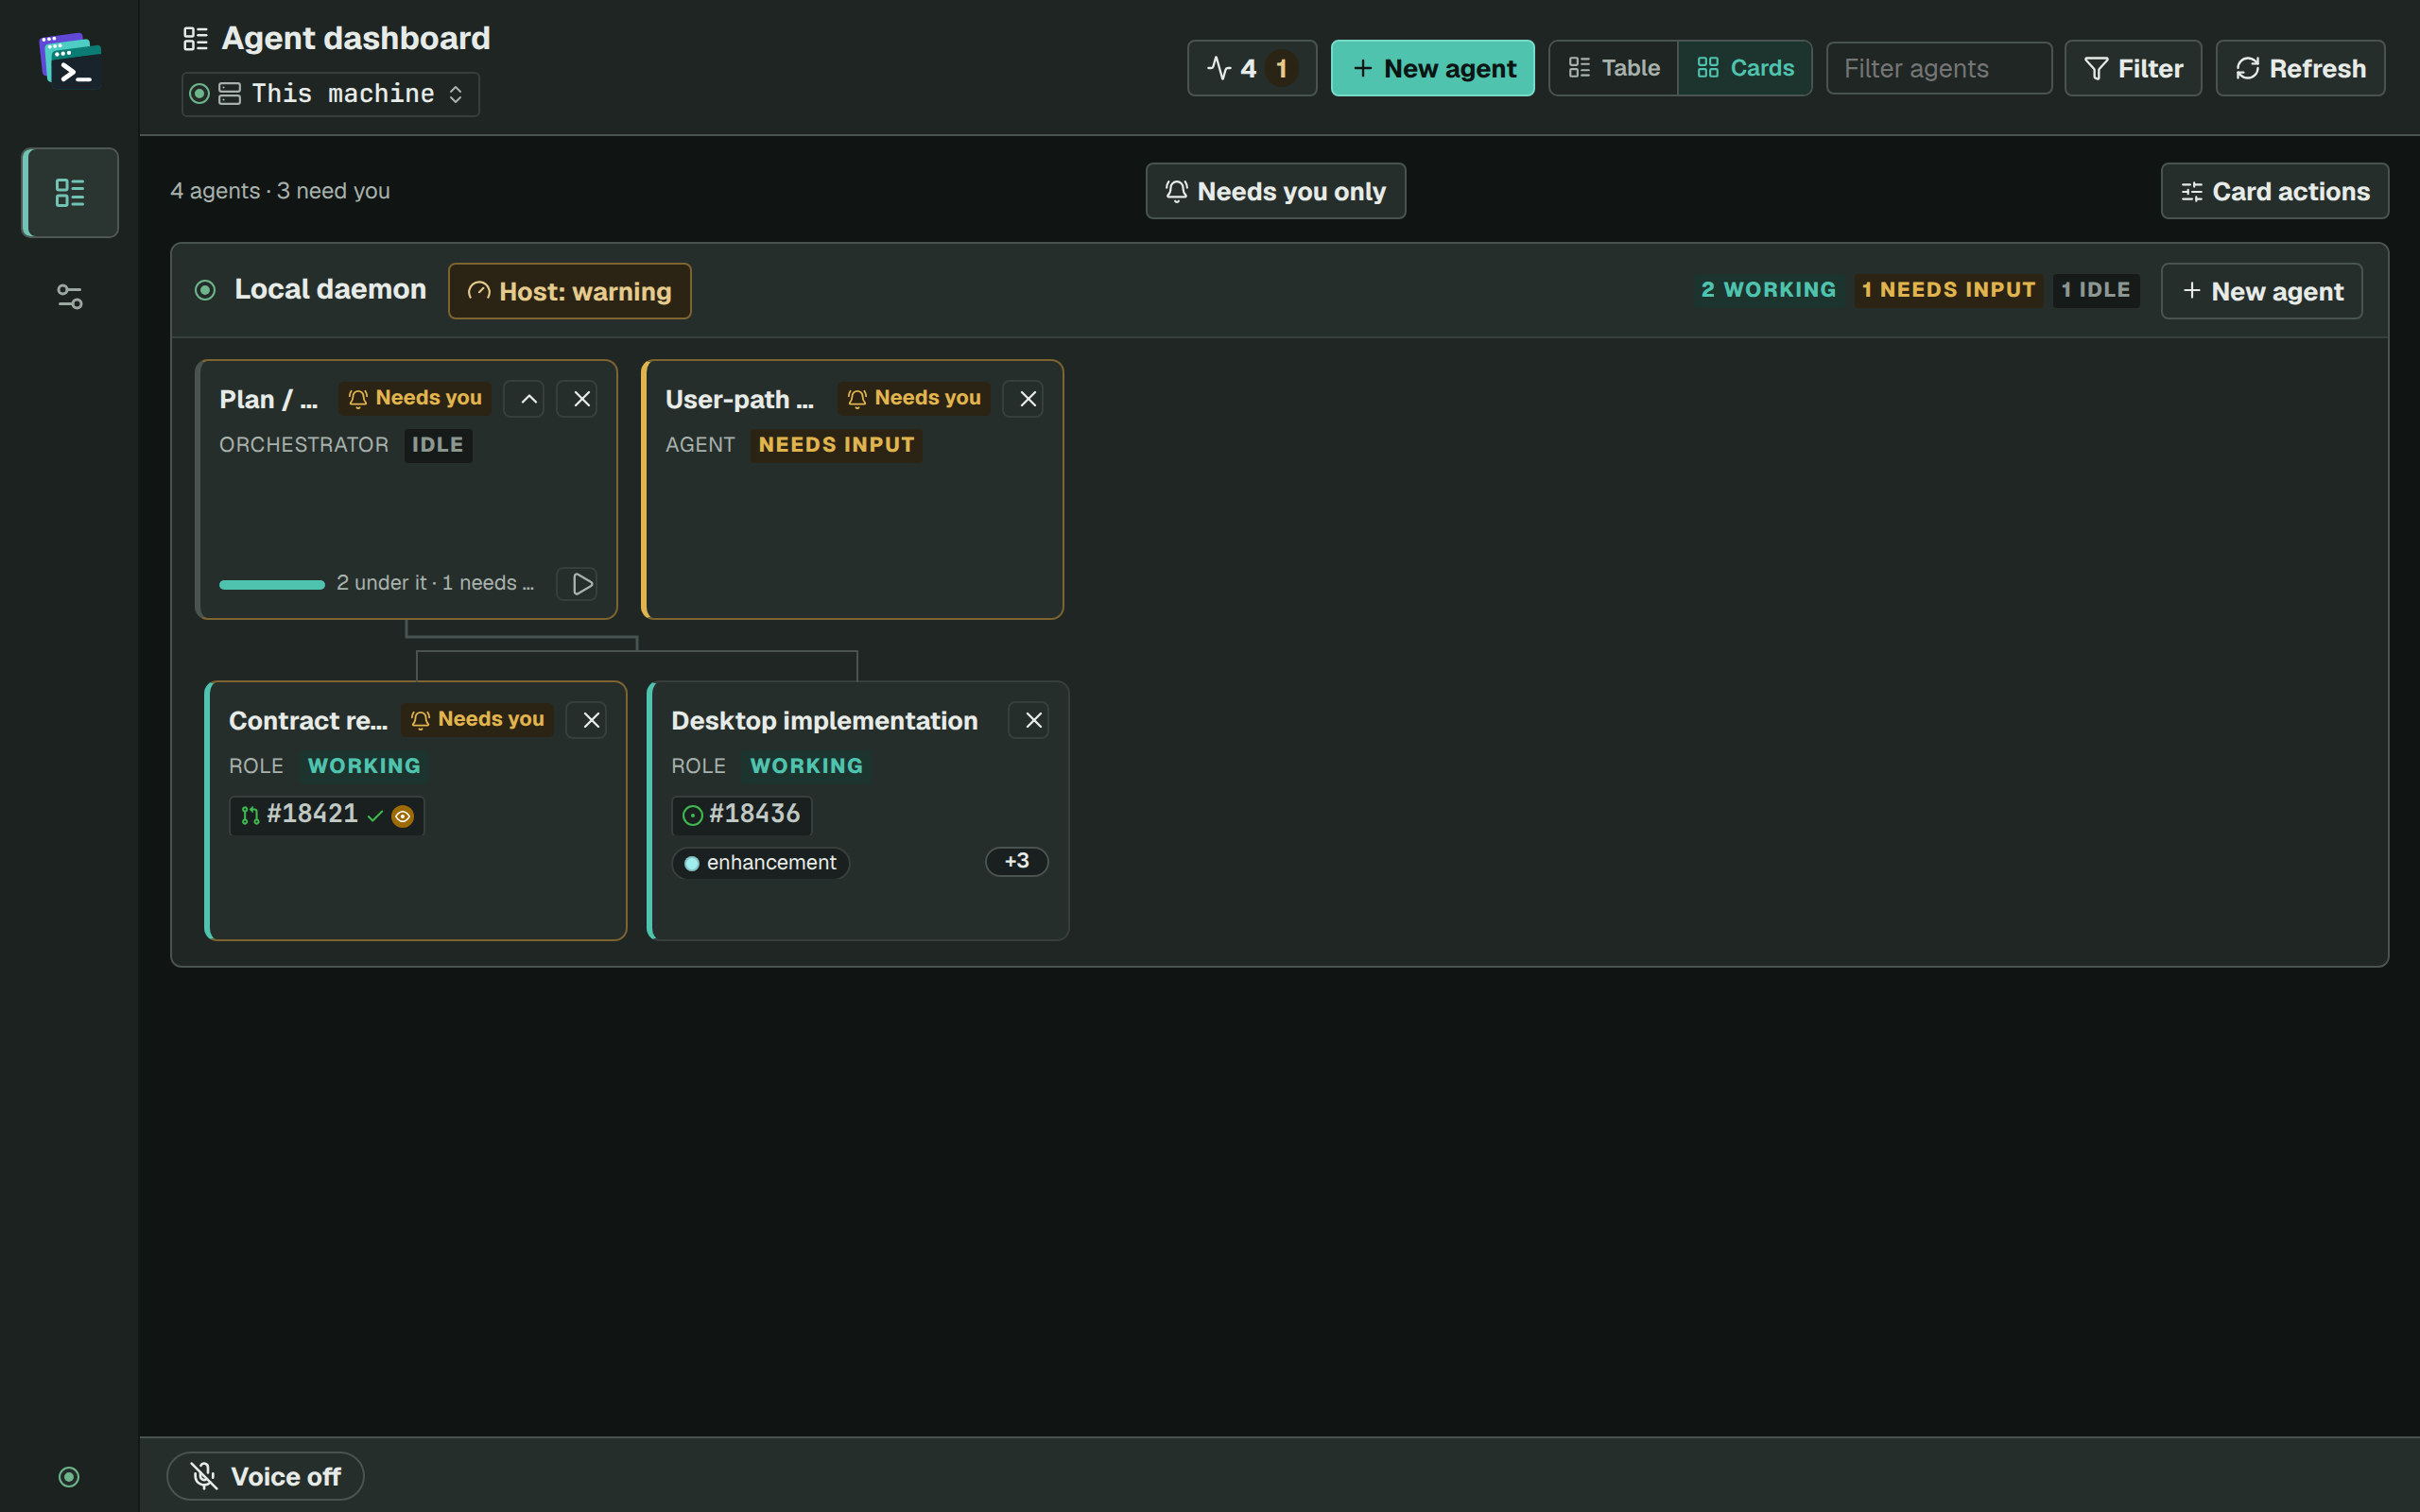 Agent dashboard
This machine
4 1
+ New agent
Table
Cards
Filter agents
Filter
Refresh
4 agents · 3 need you
Needs you only
Card actions
Local daemon
Host: warning
2 WORKING
1 NEEDS INPUT
1 IDLE
+ New agent
Plan / ...
Needs you
ORCHESTRATOR
IDLE
2 under it · 1 needs ...
User-path ...
Needs you
AGENT
NEEDS INPUT
Contract re...
Needs you
ROLE
WORKING
#18421
Desktop implementation
ROLE
WORKING
#18436
enhancement
+3
Voice off